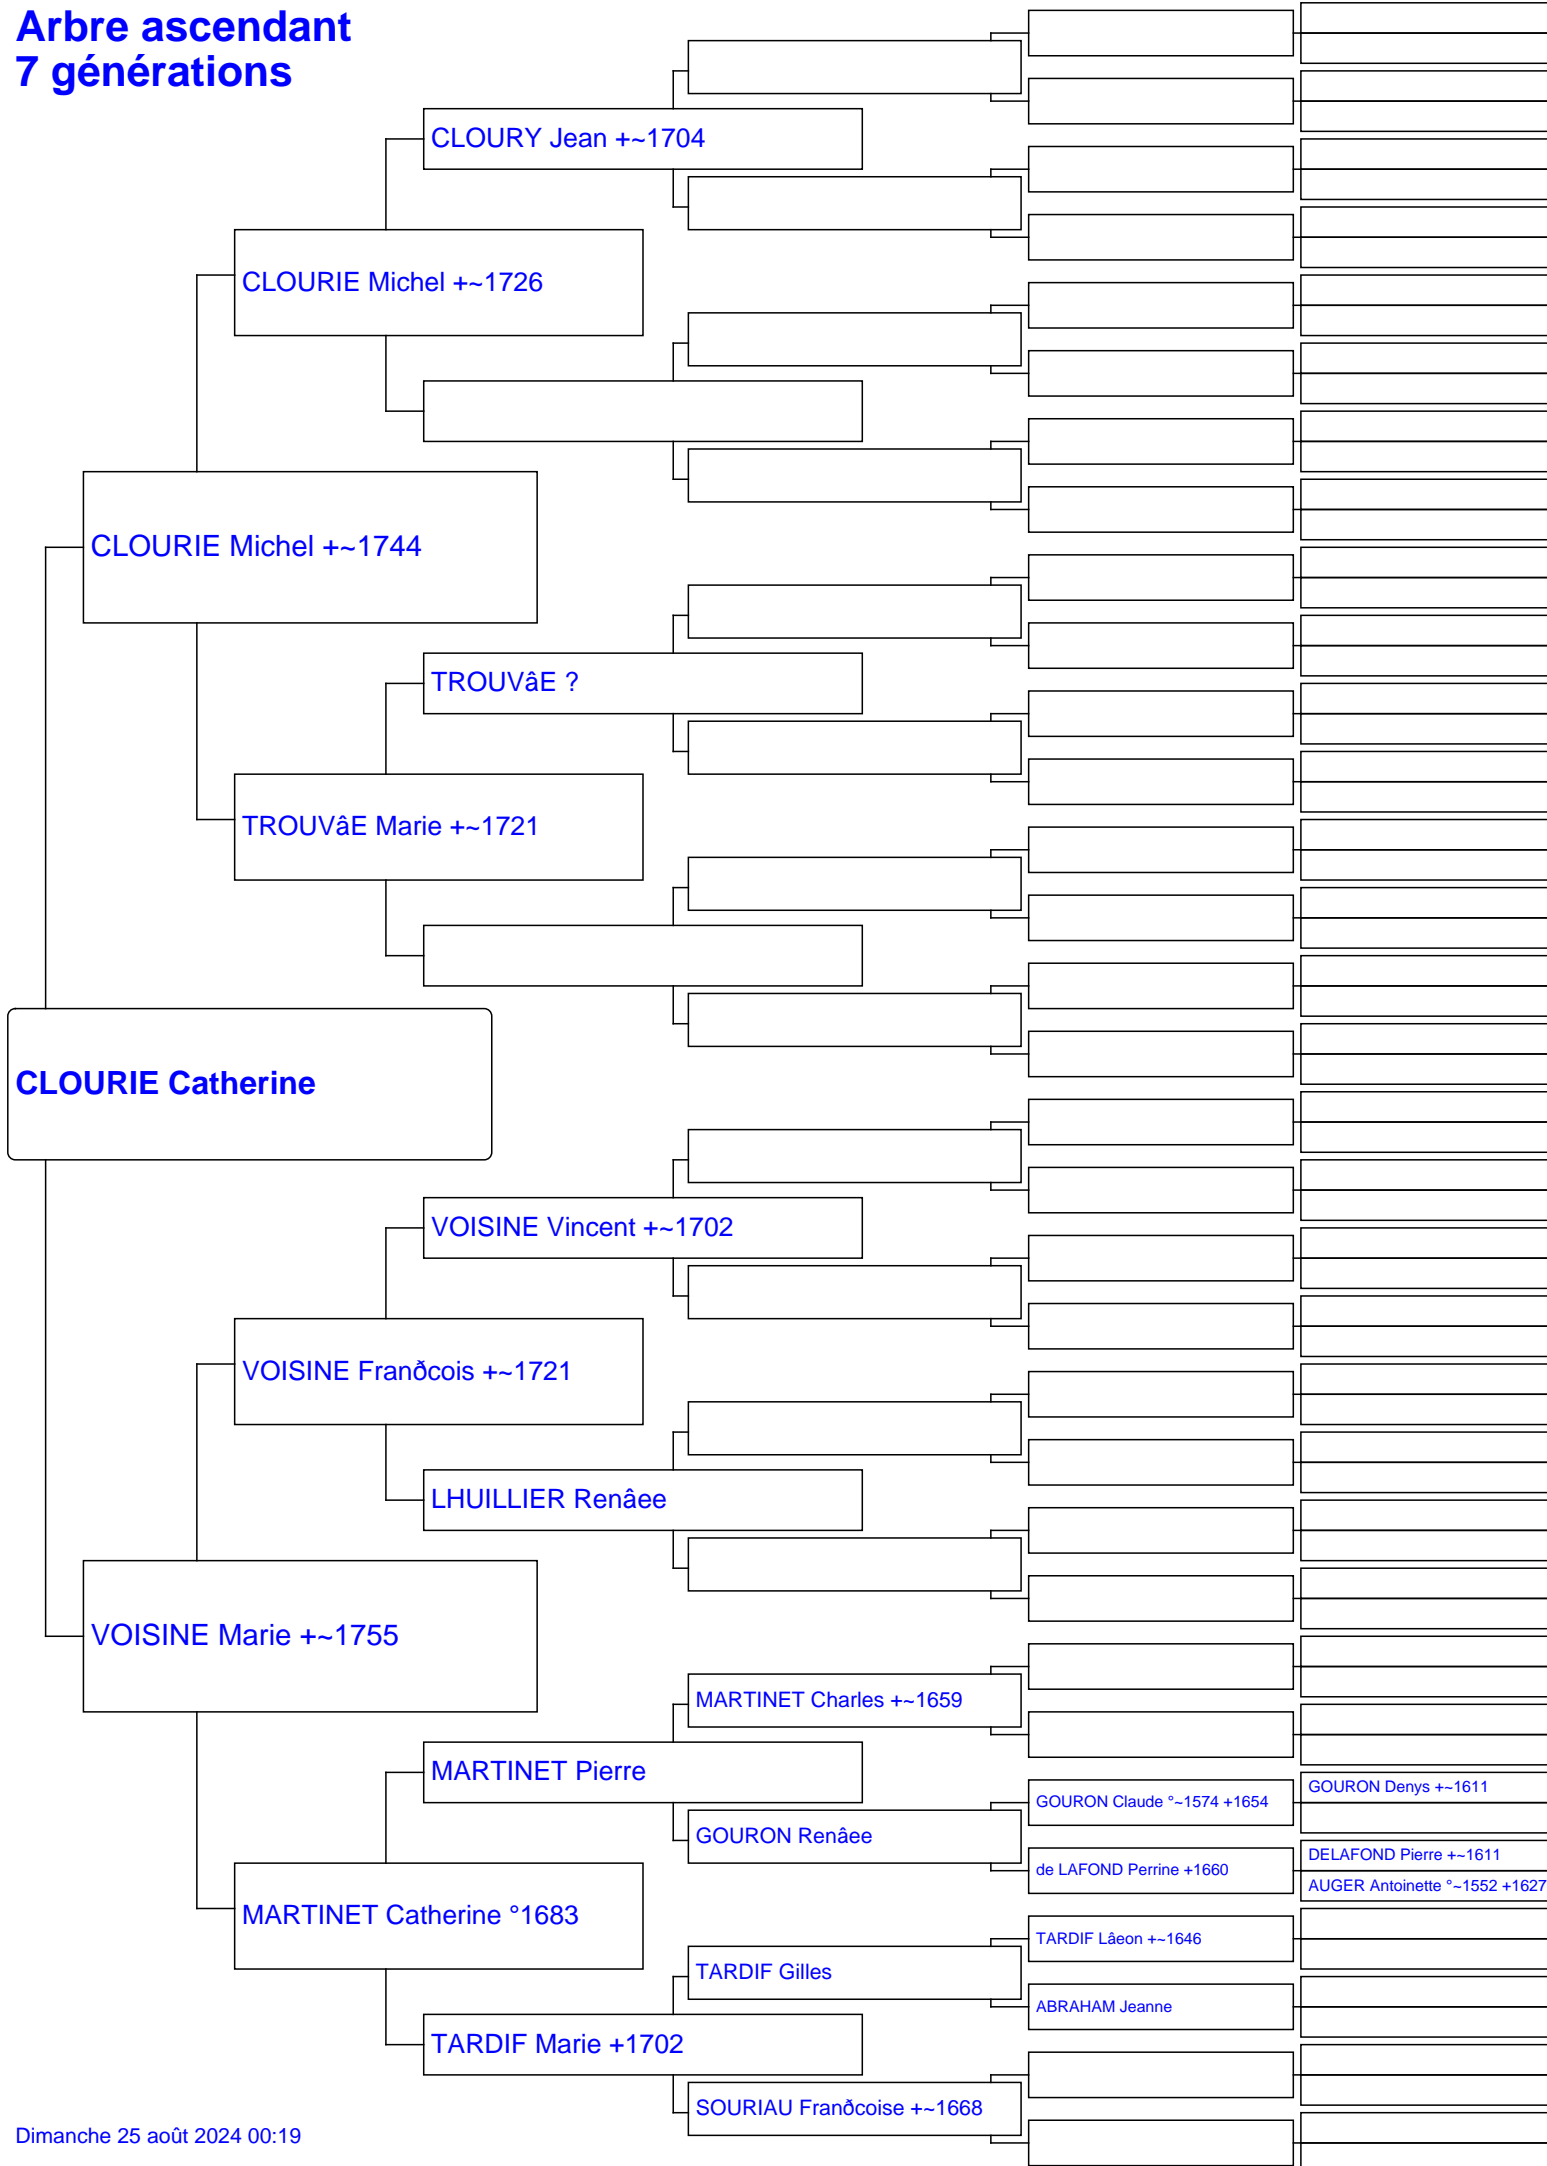 Arbre ascendant
7 générations
CLOURY Jean +~1704
CLOURIE Michel +~1726
CLOURIE Michel +~1744
TROUVâE ?
TROUVâE Marie +~1721
CLOURIE Catherine
VOISINE Vincent +~1702
VOISINE Franðcois +~1721
LHUILLIER Renâee
VOISINE Marie +~1755
MARTINET Charles +~1659
MARTINET Pierre
GOURON Denys +~1611
GOURON Claude °~1574 +1654
GOURON Renâee
DELAFOND Pierre +~1611
de LAFOND Perrine +1660
AUGER Antoinette °~1552 +1627
MARTINET Catherine °1683
TARDIF Lâeon +~1646
TARDIF Gilles
ABRAHAM Jeanne
TARDIF Marie +1702
SOURIAU Franðcoise +~1668
Dimanche 25 août 2024 00:19